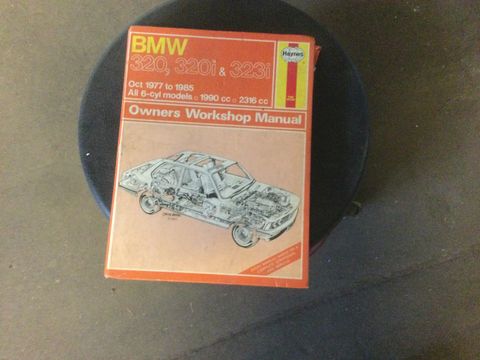 BMW
320, 320i & 323i
Oct 1977 to 1985
All 6-cyl models □ 1990 cc □ 2316 cc
Owners Workshop Manual
Haynes